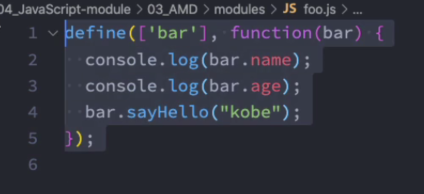 04_JavaScript-module > 03_AMD > modules > JS foo.js > ...
1 define(['bar'], function(bar) {
2 console.log(bar.name);
3 console.log(bar.age);
4 bar.sayHello("kobe");
5 });
6